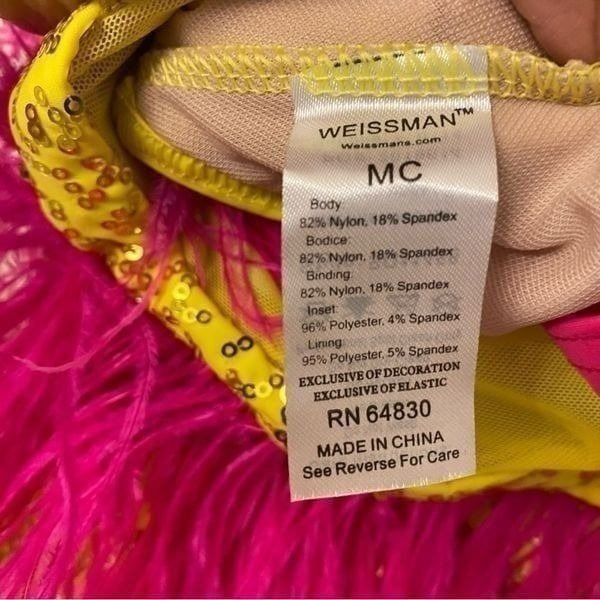 WEISSMAN™
Weissmans.com
MC
Body:
82% Nylon, 18% Spandex
Bodice:
82% Nylon, 18% Spandex
Binding:
82% Nylon, 18% Spandex
Inset:
96% Polyester, 4% Spandex
Lining:
95% Polyester, 5% Spandex
EXCLUSIVE OF DECORATION
EXCLUSIVE OF ELASTIC
RN 64830
MADE IN CHINA
See Reverse For Care